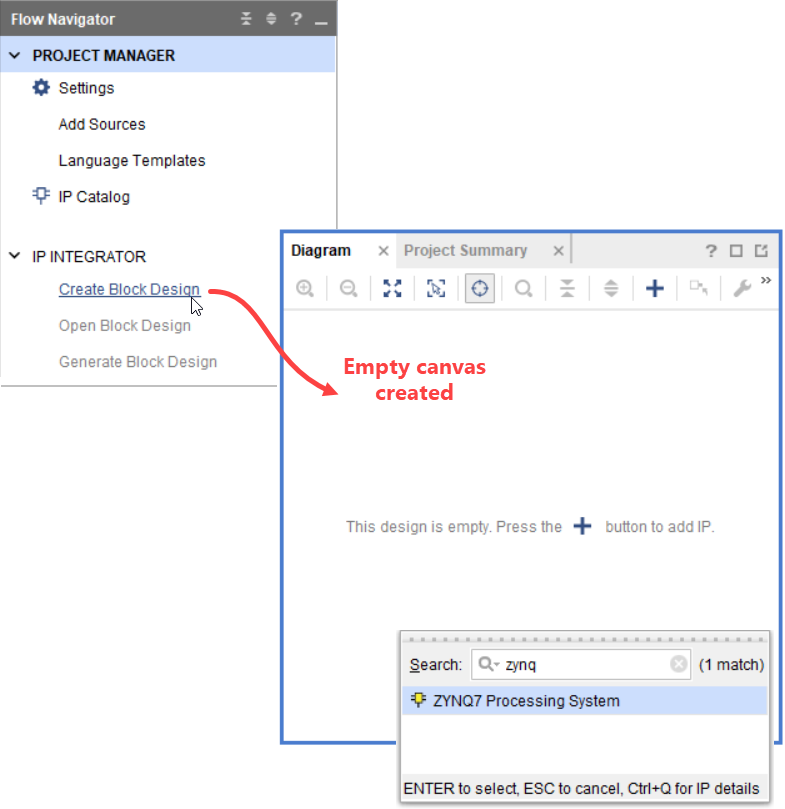 Flow Navigator
?
PROJECT MANAGER
Settings
Add Sources
Language Templates
IP Catalog
IP INTEGRATOR
Create Block Design
Open Block Design
Generate Block Design
Diagram
Project Summary
?
Empty canvas
created
This design is empty. Press the + button to add IP.
Search: zynq (1 match)
ZYNQ7 Processing System
ENTER to select, ESC to cancel, Ctrl+Q for IP details